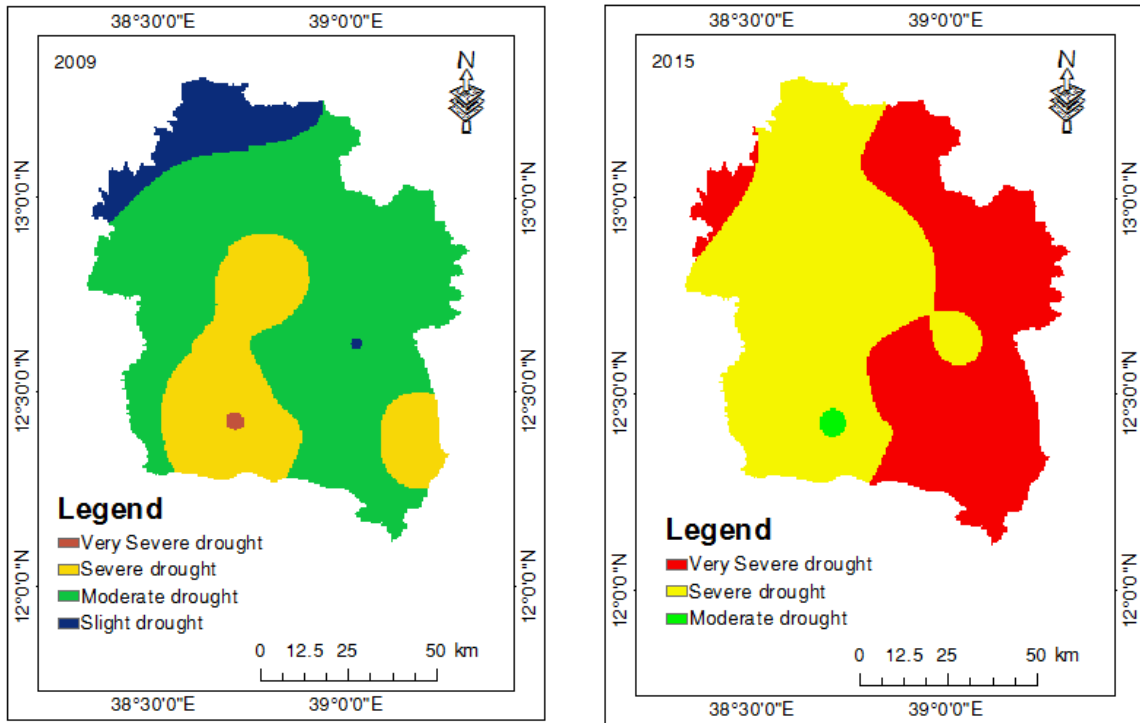 38°30'0"E 39°0'0"E
2009
N
13°0'0"N
13°0'0"N
12°30'0"N
12°30'0"N
12°0'0"N
12°0'0"N
Legend
Very Severe drought
Severe drought
Moderate drought
Slight drought
0 12.5 25 50 km
38°30'0"E 39°0'0"E
38°30'0"E 39°0'0"E
2015
N
13°0'0"N
13°0'0"N
12°30'0"N
12°30'0"N
12°0'0"N
12°0'0"N
Legend
Very Severe drought
Severe drought
Moderate drought
0 12.5 25 50 km
38°30'0"E 39°0'0"E